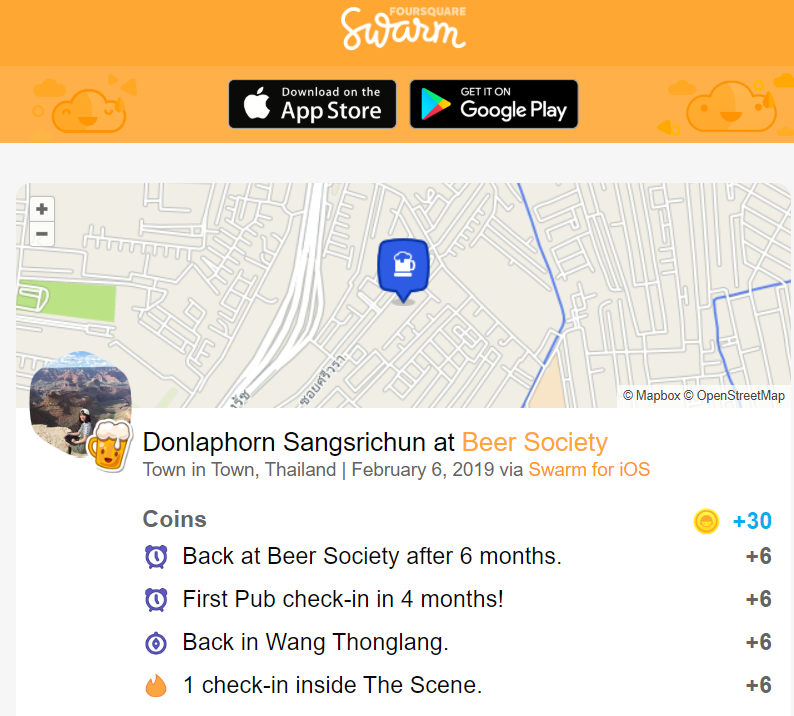 FOURSQUARE
Swarm
Download on the
App Store
GET IT ON
Google Play
+
−
ซอยศรีวรา
© Mapbox © OpenStreetMap
Donlaphorn Sangsrichun at Beer Society
Town in Town, Thailand | February 6, 2019 via Swarm for iOS
Coins +30
Back at Beer Society after 6 months. +6
First Pub check-in in 4 months! +6
Back in Wang Thonglang. +6
1 check-in inside The Scene. +6